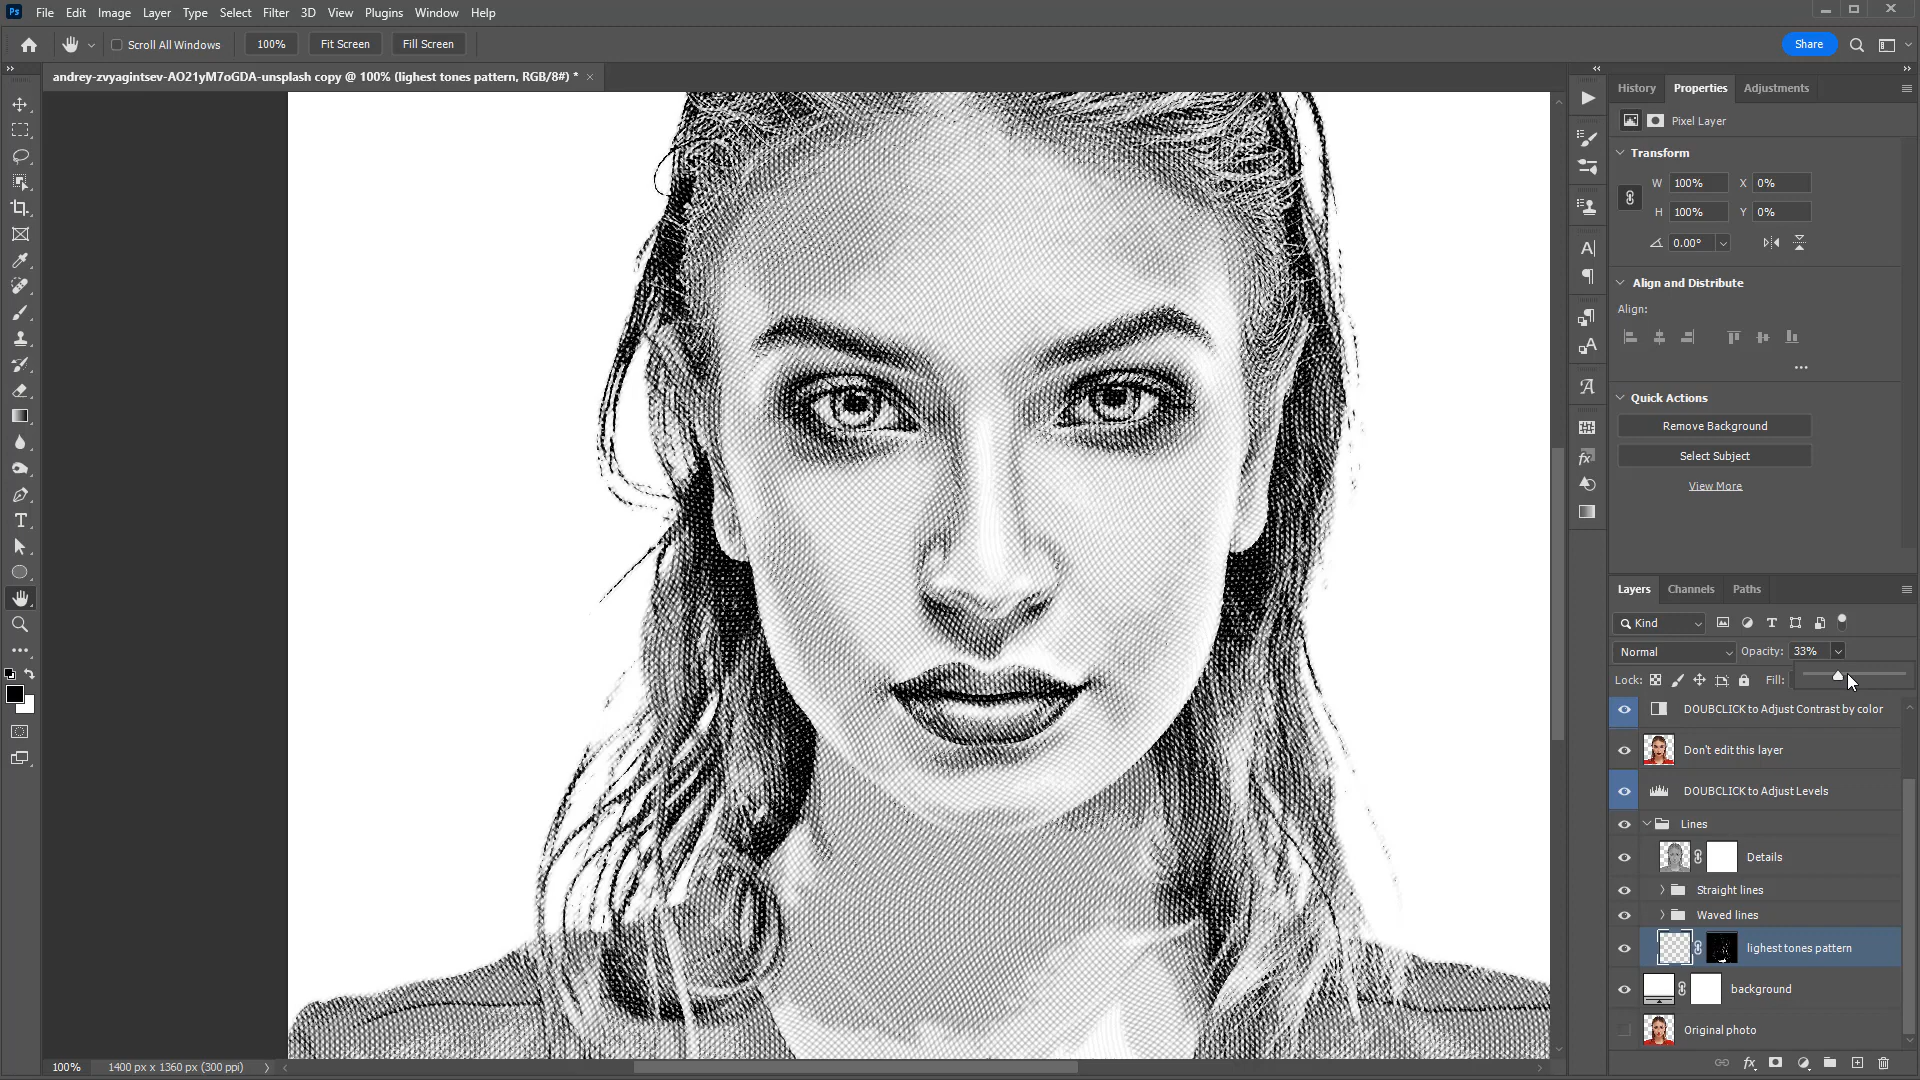 Ps File Edit Image Layer Type Select Filter 3D View Plugins Window Help
Scroll All Windows 100% Fit Screen Fill Screen Share
andrey-zvyagintsev-AO21yM7oGDA-unsplash copy @ 100% (lighest tones pattern, RGB/8#) *
History Properties Adjustments
Pixel Layer
Transform
W 100% X 0%
H 100% Y 0%
0.00°
Align and Distribute
Align:
Quick Actions
Remove Background
Select Subject
View More
Layers Channels Paths
Kind
Normal Opacity: 33%
Lock: Fill:
DOUBCLICK to Adjust Contrast by color
Don't edit this layer
DOUBCLICK to Adjust Levels
Lines
Details
Straight lines
Waved lines
lighest tones pattern
background
Original photo
100% 1400 px x 1360 px (300 ppi)